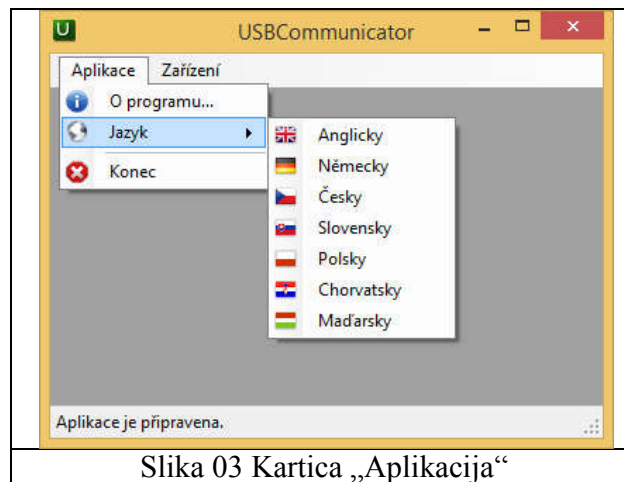 U USBCommunicator
Aplikace Zařízení
O programu...
Jazyk
Konec
Anglicky
Německy
Česky
Slovensky
Polsky
Chorvatsky
Maďarsky
Aplikace je připravena.
Slika 03 Kartica „Aplikacija“